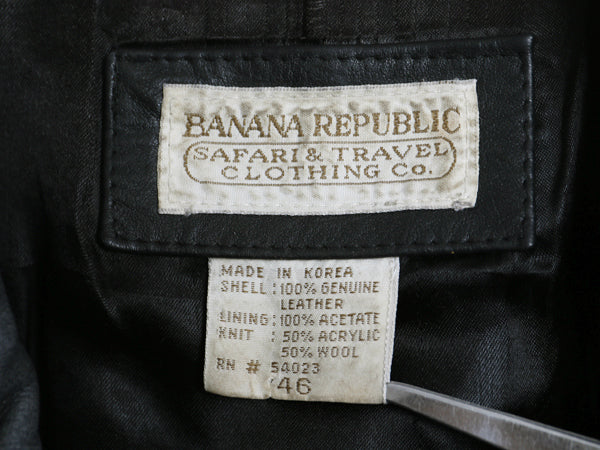 BANANA REPUBLIC
SAFARI & TRAVEL
CLOTHING CO.
MADE IN KOREA
SHELL : 100% GENUINE
LEATHER
LINING : 100% ACETATE
KNIT : 50% ACRYLIC
50% WOOL
RN # 54023
46